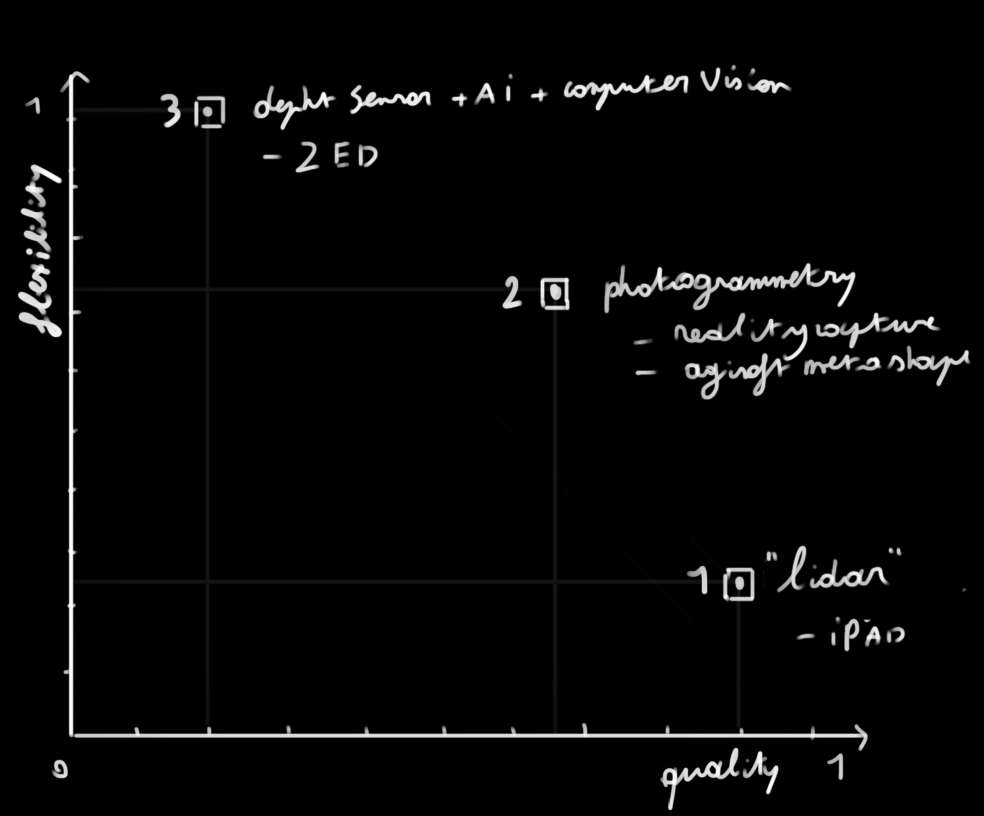 1
3 depht sensor + Ai + computer Vision
- ZED
flexibility
2 photogrammetry
- reality capture
- agisoft metashape
1 "lidar"
- iPAD
0
quality 1